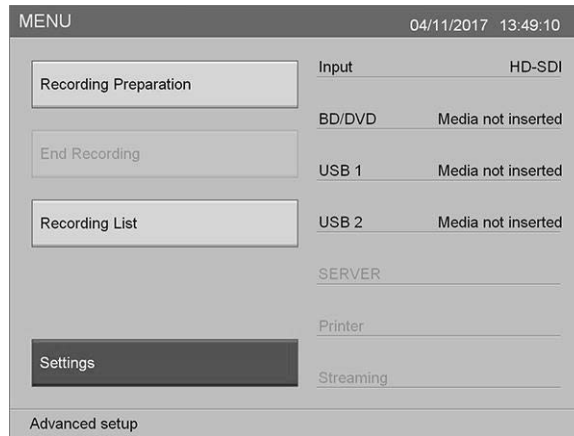 MENU 04/11/2017 13:49:10
Recording Preparation
End Recording
Recording List
Settings
Input HD-SDI
BD/DVD Media not inserted
USB 1 Media not inserted
USB 2 Media not inserted
SERVER
Printer
Streaming
Advanced setup